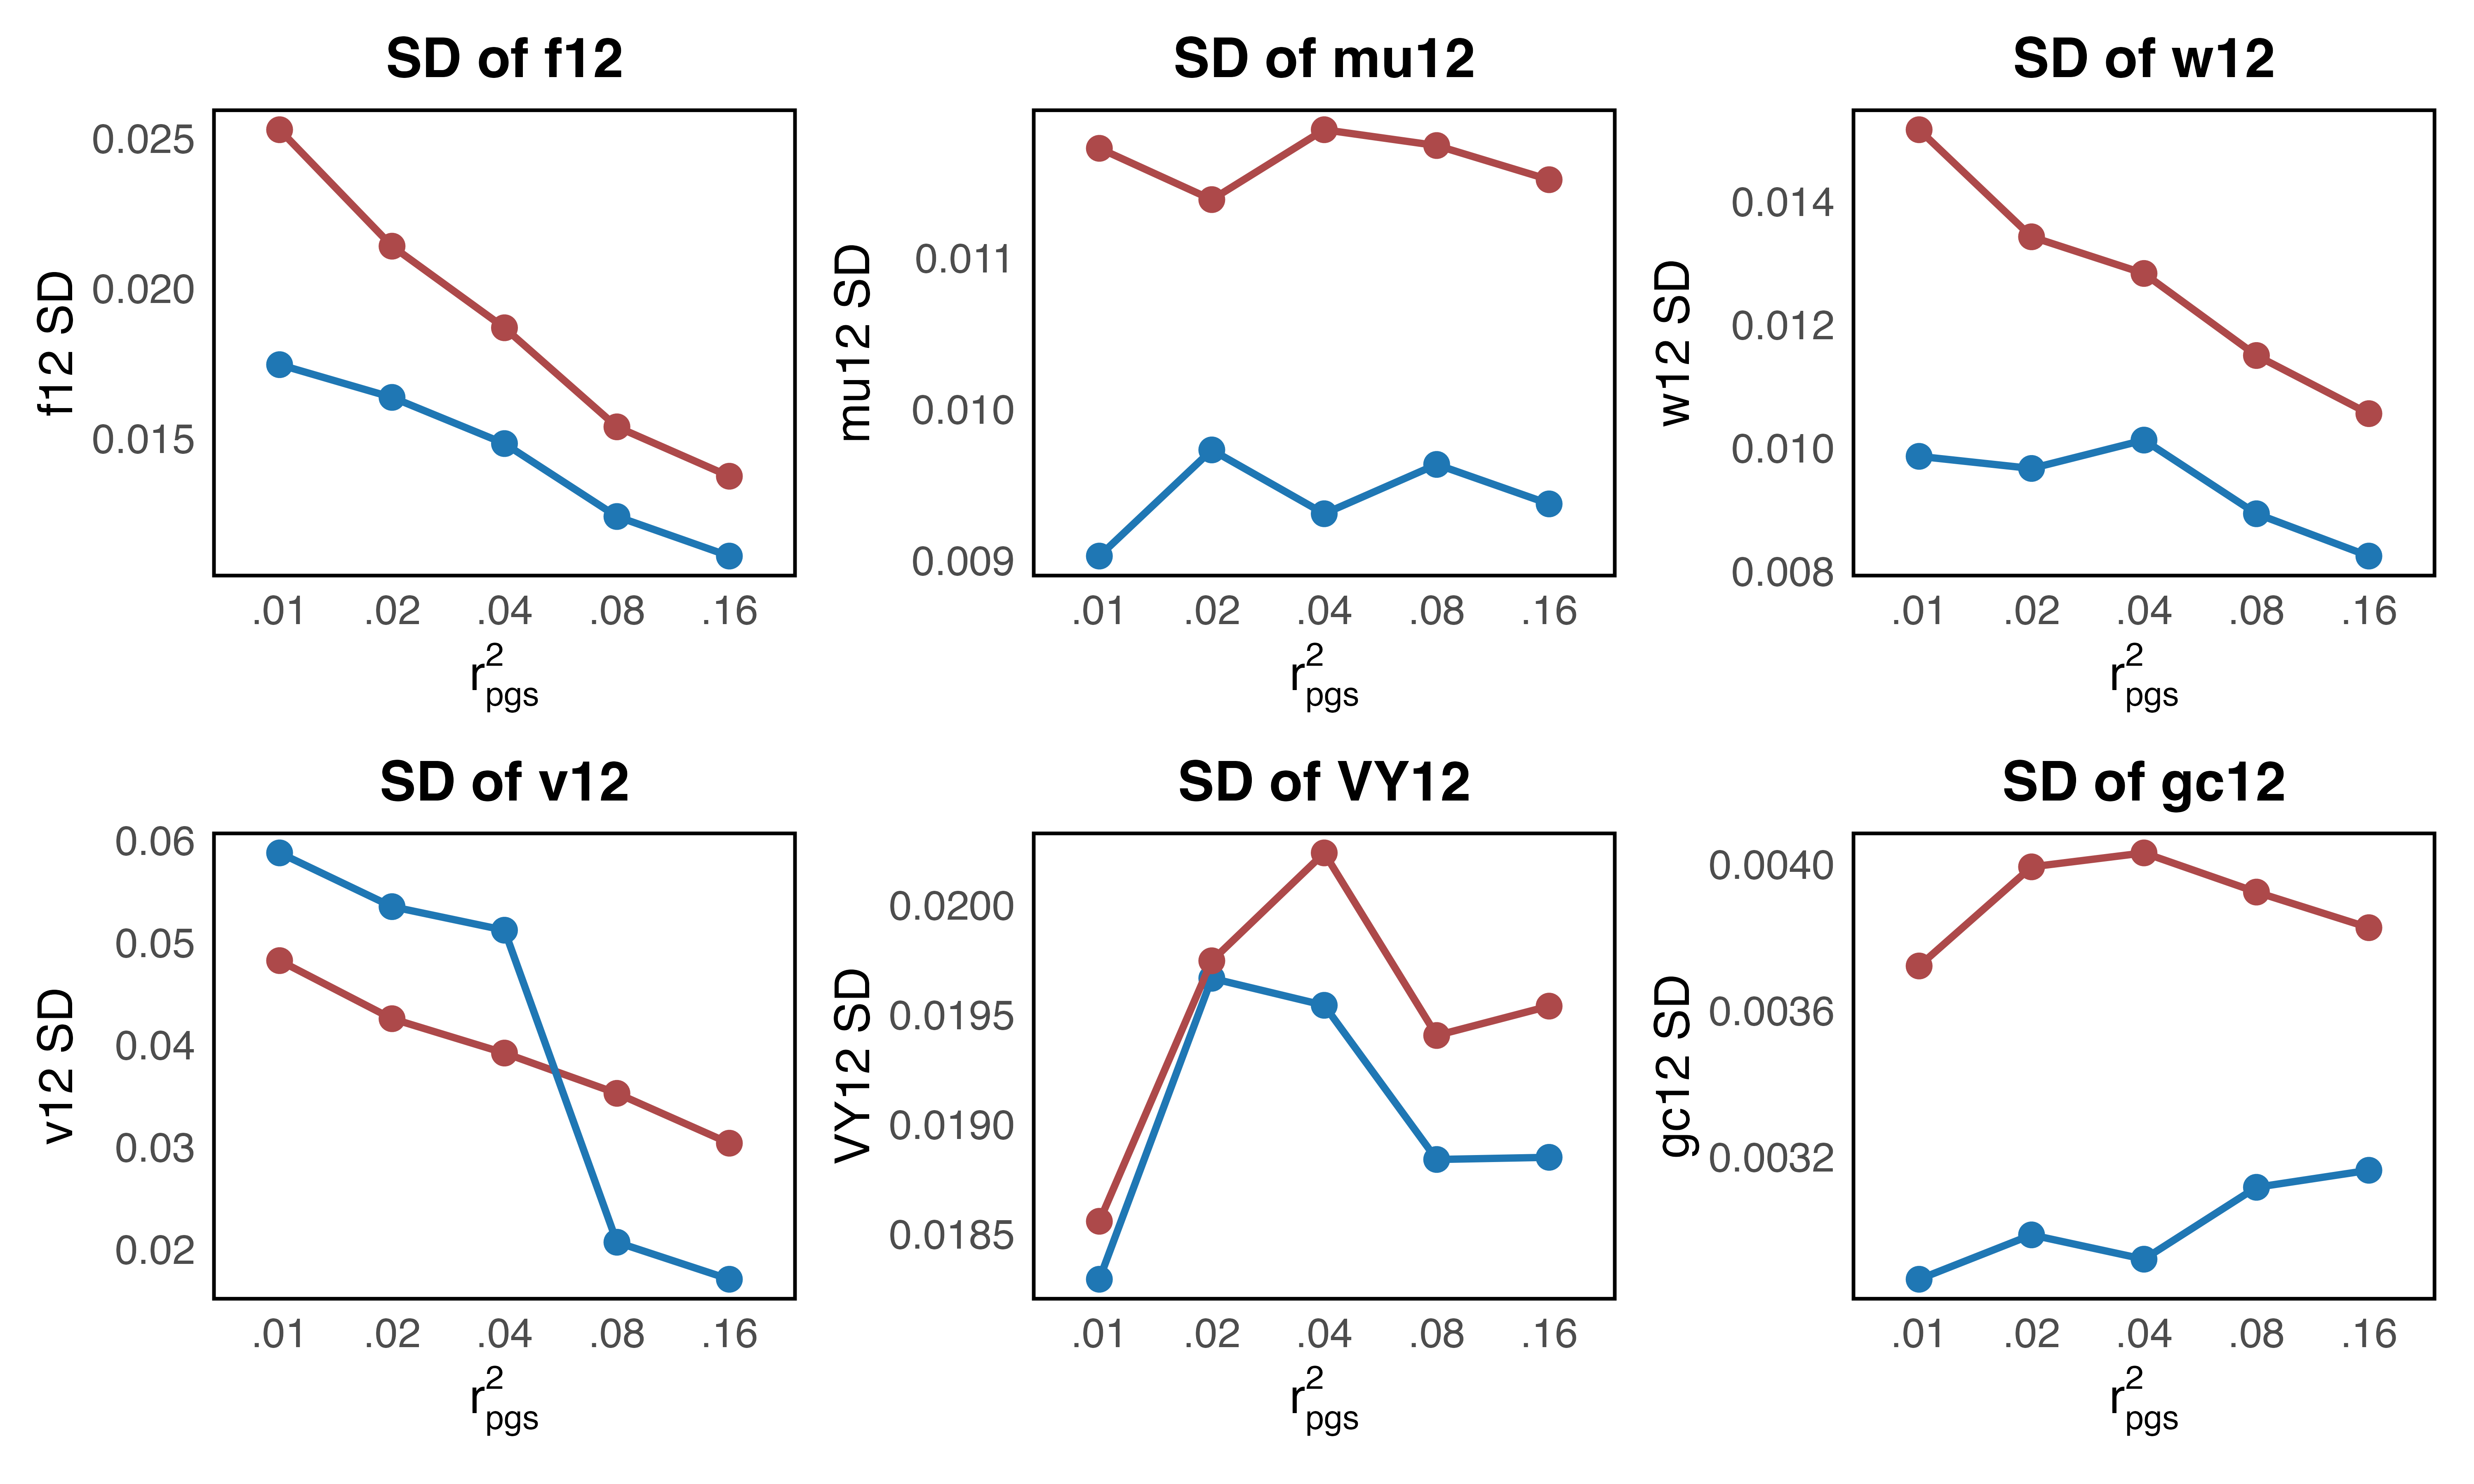 SD of f12
f12 SD
0.025
0.020
0.015
.01 .02 .04 .08 .16
r²pgs
SD of mu12
mu12 SD
0.011
0.010
0.009
.01 .02 .04 .08 .16
r²pgs
SD of w12
w12 SD
0.014
0.012
0.010
0.008
.01 .02 .04 .08 .16
r²pgs
SD of v12
v12 SD
0.06
0.05
0.04
0.03
0.02
.01 .02 .04 .08 .16
r²pgs
SD of VY12
VY12 SD
0.0200
0.0195
0.0190
0.0185
.01 .02 .04 .08 .16
r²pgs
SD of gc12
gc12 SD
0.0040
0.0036
0.0032
.01 .02 .04 .08 .16
r²pgs